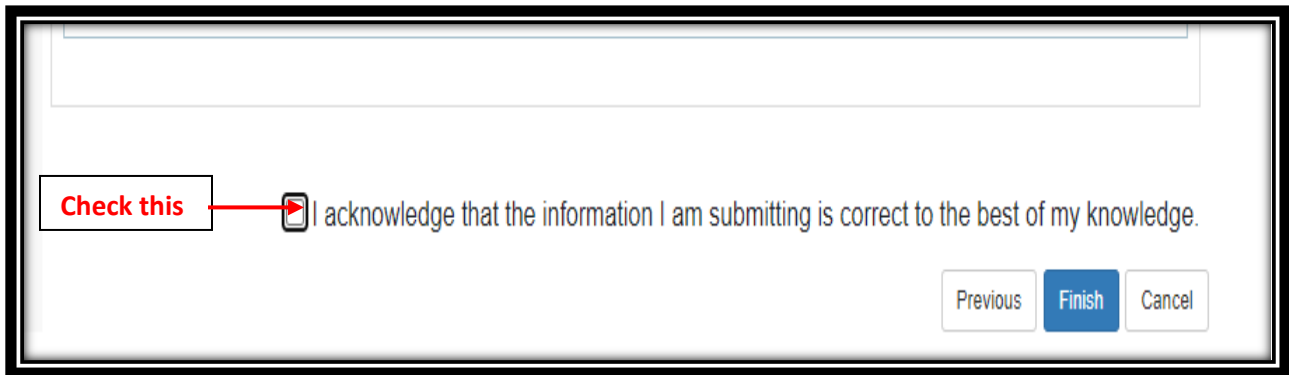 Check this
I acknowledge that the information I am submitting is correct to the best of my knowledge.
Previous Finish Cancel